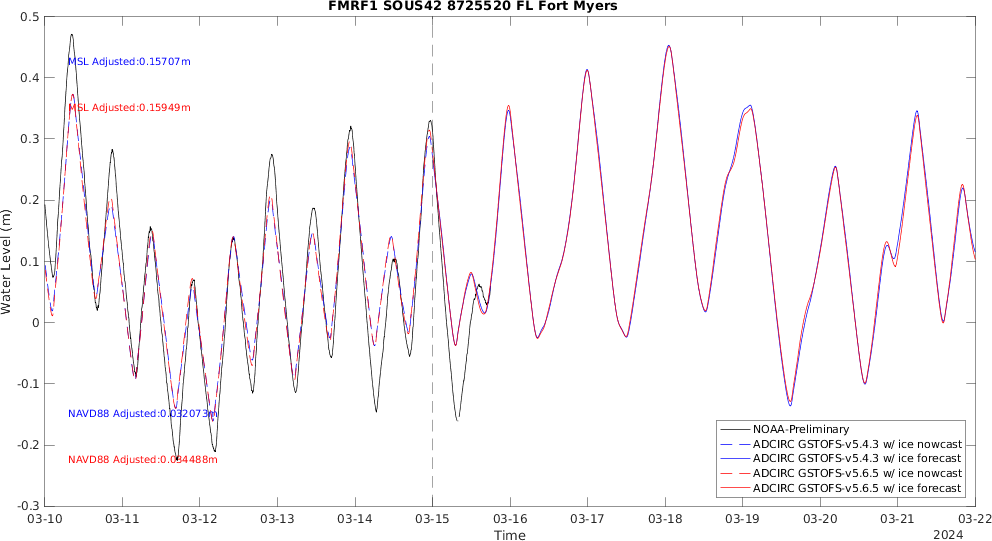 FMRF1 SOUS42 8725520 FL Fort Myers
0.5
0.4
0.3
0.2
0.1
0
-0.1
-0.2
-0.3
Water Level (m)
MSL Adjusted:0.15707m
MSL Adjusted:0.15949m
NAVD88 Adjusted:0.032073m
NAVD88 Adjusted:0.034488m
NOAA-Preliminary
ADCIRC GSTOFS-v5.4.3 w/ ice nowcast
ADCIRC GSTOFS-v5.4.3 w/ ice forecast
ADCIRC GSTOFS-v5.6.5 w/ ice nowcast
ADCIRC GSTOFS-v5.6.5 w/ ice forecast
03-10 03-11 03-12 03-13 03-14 03-15 03-16 03-17 03-18 03-19 03-20 03-21 03-22
Time
2024